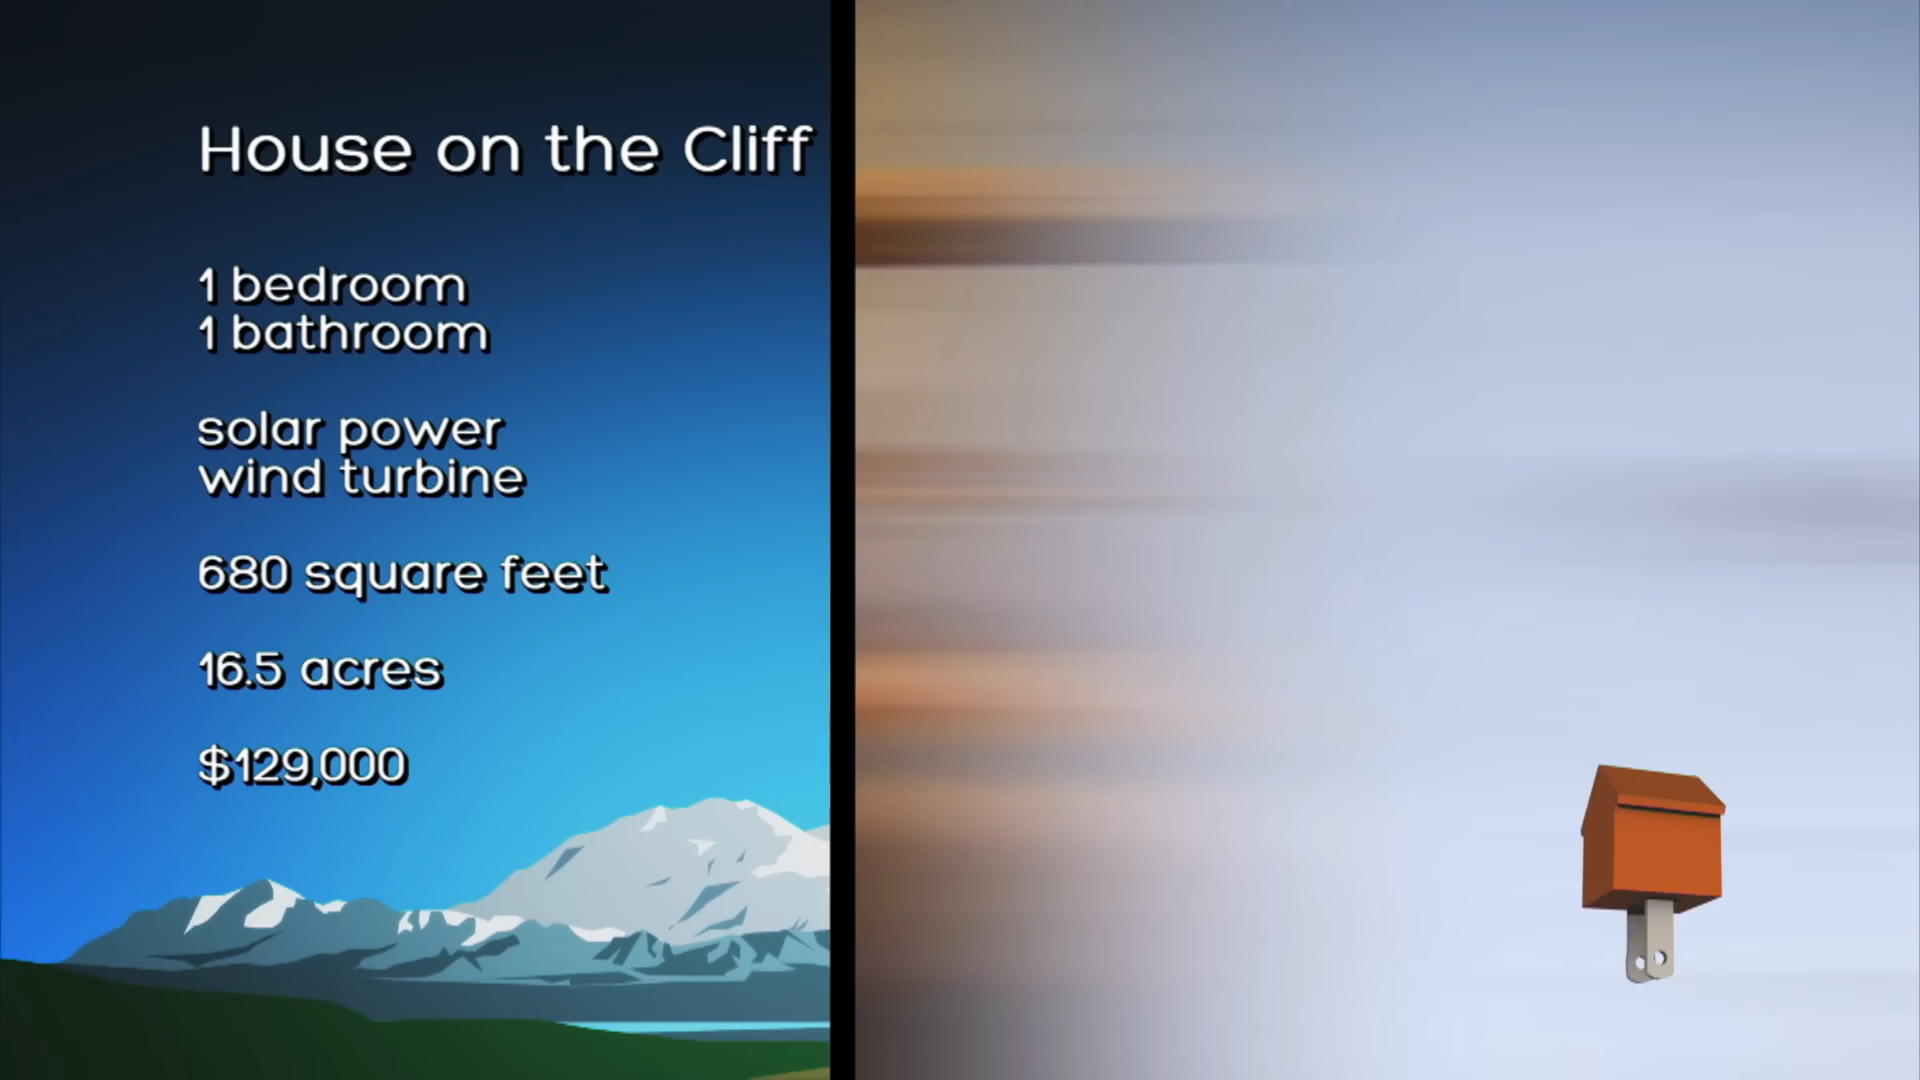 House on the Cliff
1 bedroom
1 bathroom
solar power
wind turbine
680 square feet
16.5 acres
$129,000